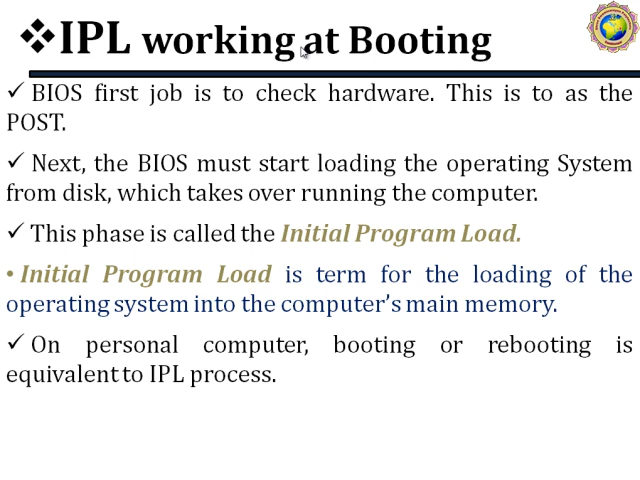 ❖IPL working at Booting
✓ BIOS first job is to check hardware. This is to as the
POST.
✓ Next, the BIOS must start loading the operating System
from disk, which takes over running the computer.
✓ This phase is called the Initial Program Load.
• Initial Program Load is term for the loading of the
operating system into the computer’s main memory.
✓ On personal computer, booting or rebooting is
equivalent to IPL process.